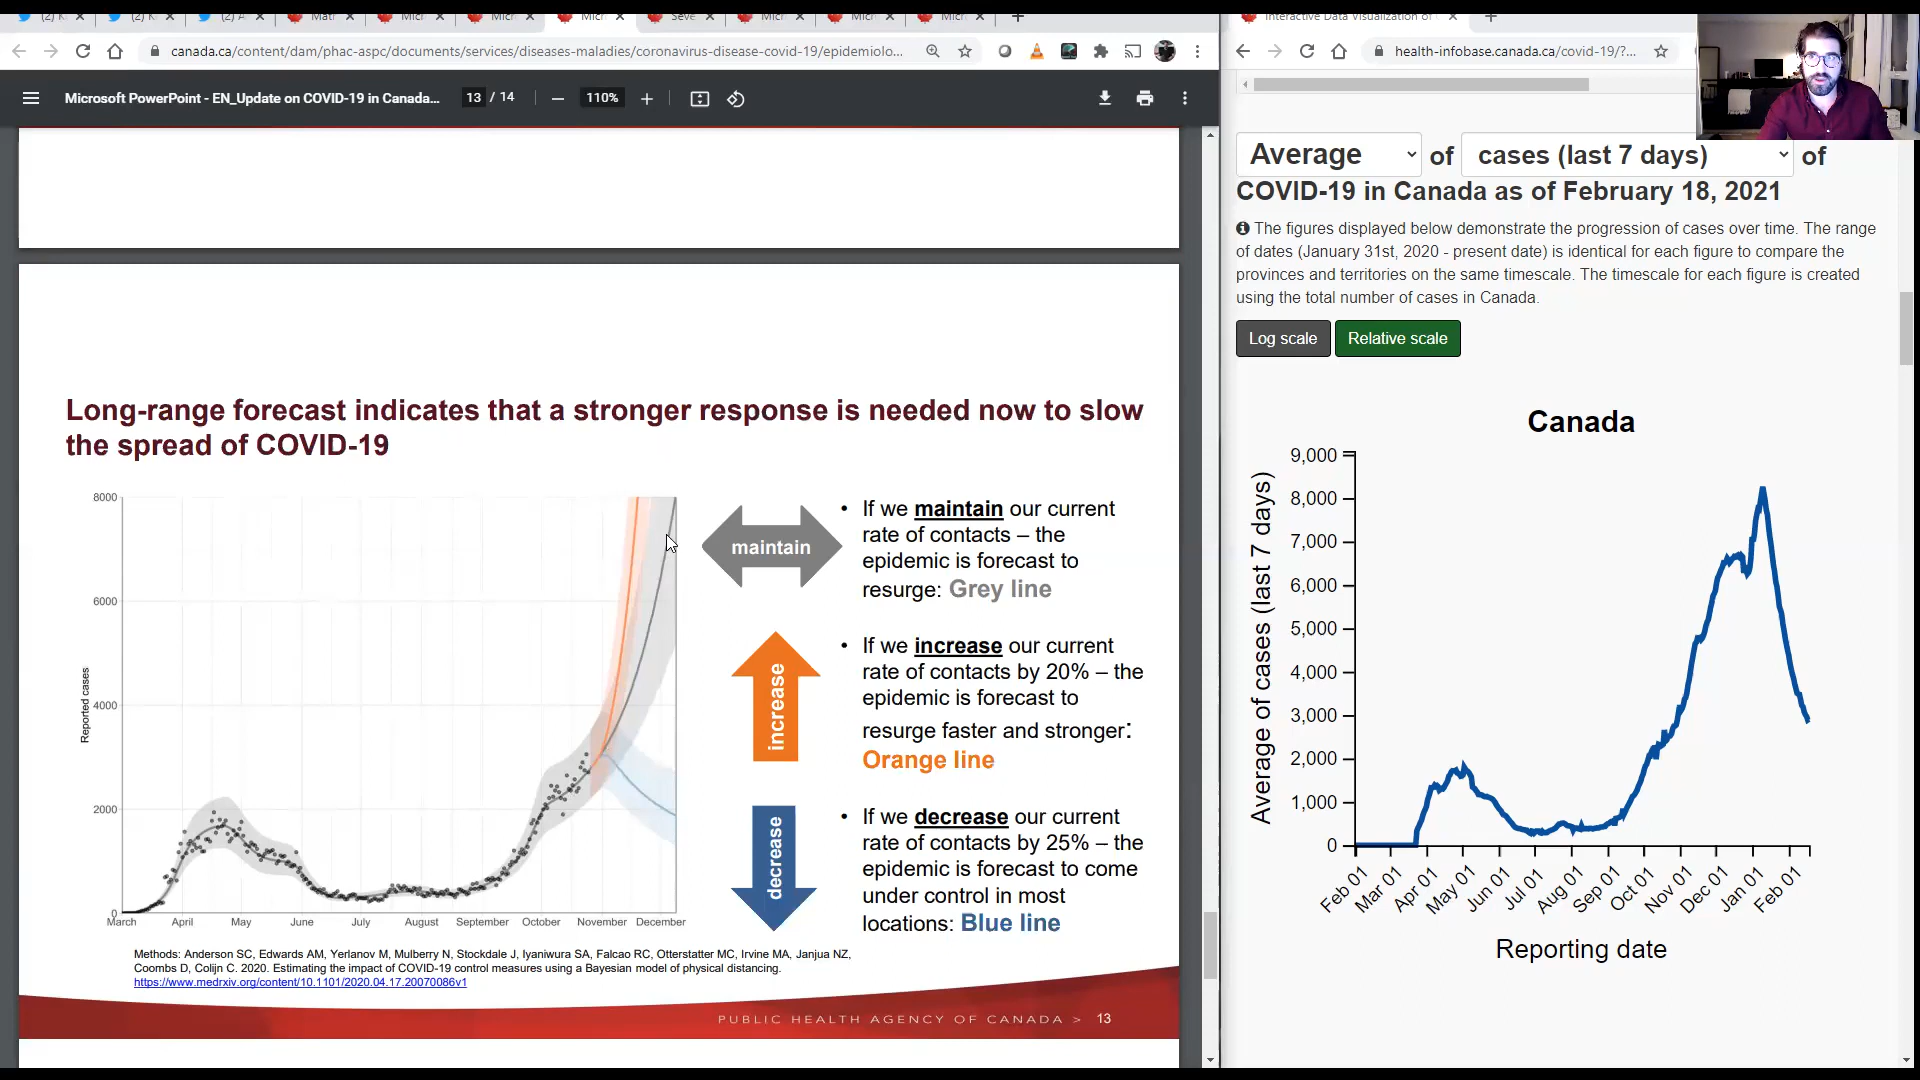 (2)
(2)
(2)
Math
Micr
Micr
Micr
Seve
Micr
Micr
Micr
canada.ca/content/dam/phac-aspc/documents/services/diseases-maladies/coronavirus-disease-covid-19/epidemiolo...
Microsoft PowerPoint - EN_Update on COVID-19 in Canada...
13 / 14
110%
Long-range forecast indicates that a stronger response is needed now to slow
the spread of COVID-19
8000
6000
4000
2000
0
Reported cases
March April May June July August September October November December
maintain
• If we maintain our current
rate of contacts – the
epidemic is forecast to
resurge: Grey line
increase
• If we increase our current
rate of contacts by 20% – the
epidemic is forecast to
resurge faster and stronger:
Orange line
decrease
• If we decrease our current
rate of contacts by 25% – the
epidemic is forecast to come
under control in most
locations: Blue line
Methods: Anderson SC, Edwards AM, Yerlanov M, Mulberry N, Stockdale J, Iyaniwura SA, Falcao RC, Otterstatter MC, Irvine MA, Janjua NZ,
Coombs D, Colijn C. 2020. Estimating the impact of COVID-19 control measures using a Bayesian model of physical distancing.
https://www.medrxiv.org/content/10.1101/2020.04.17.20070086v1
PUBLIC HEALTH AGENCY OF CANADA > 13
Interactive Data Visualization of
health-infobase.canada.ca/covid-19/?...
Average of cases (last 7 days) of
COVID-19 in Canada as of February 18, 2021
The figures displayed below demonstrate the progression of cases over time. The range
of dates (January 31st, 2020 - present date) is identical for each figure to compare the
provinces and territories on the same timescale. The timescale for each figure is created
using the total number of cases in Canada.
Log scale Relative scale
Canada
9,000
8,000
7,000
6,000
5,000
4,000
3,000
2,000
1,000
0
Average of cases (last 7 days)
Feb 01 Mar 01 Apr 01 May 01 Jun 01 Jul 01 Aug 01 Sep 01 Oct 01 Nov 01 Dec 01 Jan 01 Feb 01
Reporting date